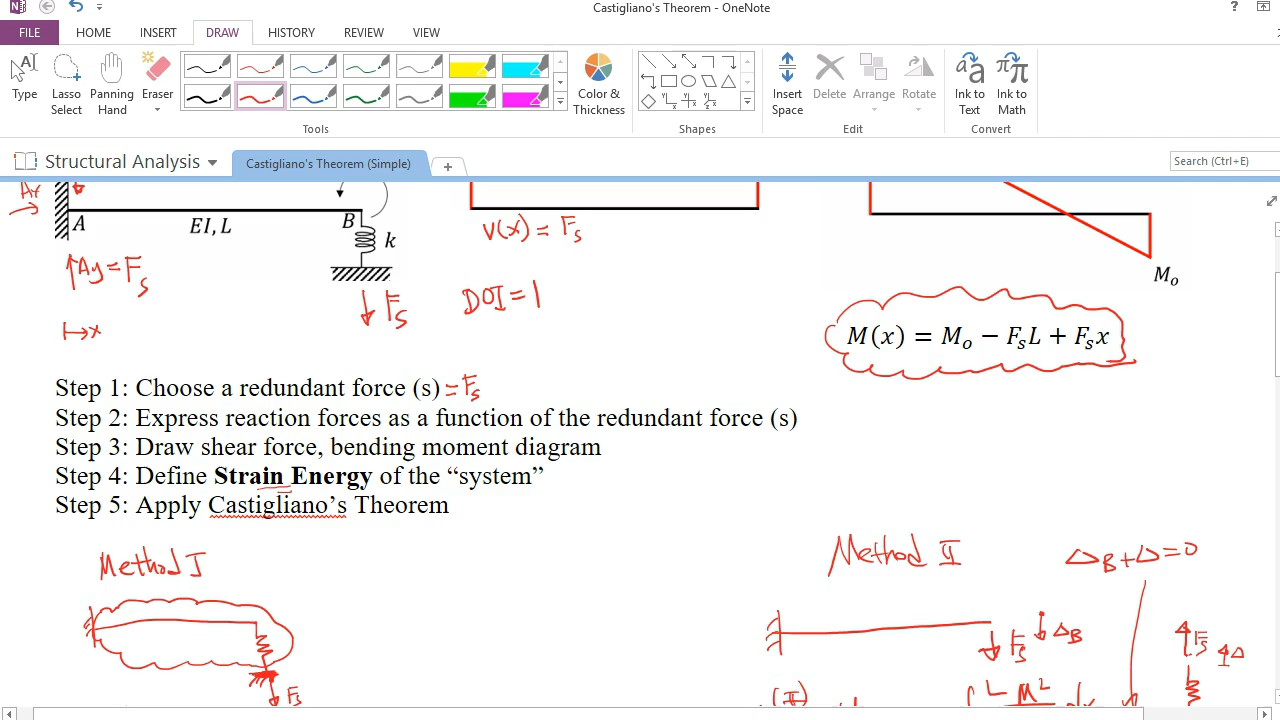 Castigliano's Theorem - OneNote
FILE HOME INSERT DRAW HISTORY REVIEW VIEW
Type Lasso Select Panning Hand Eraser Color & Thickness Insert Space Delete Arrange Rotate Ink to Text Ink to Math
Tools Shapes Edit Convert
Structural Analysis Castigliano's Theorem (Simple) Search (Ctrl+E)
A EI, L B k
V(x) = Fs
Mo
Ay = Fs
Fs
DOI = 1
x
M(x) = Mo − FsL + Fsx
Step 1: Choose a redundant force (s) = Fs
Step 2: Express reaction forces as a function of the redundant force (s)
Step 3: Draw shear force, bending moment diagram
Step 4: Define Strain Energy of the “system”
Step 5: Apply Castigliano’s Theorem
Method I
Method II
ΔB + Δ = 0
Fs ΔB
Fs Δ
Fs
(II)
L M²